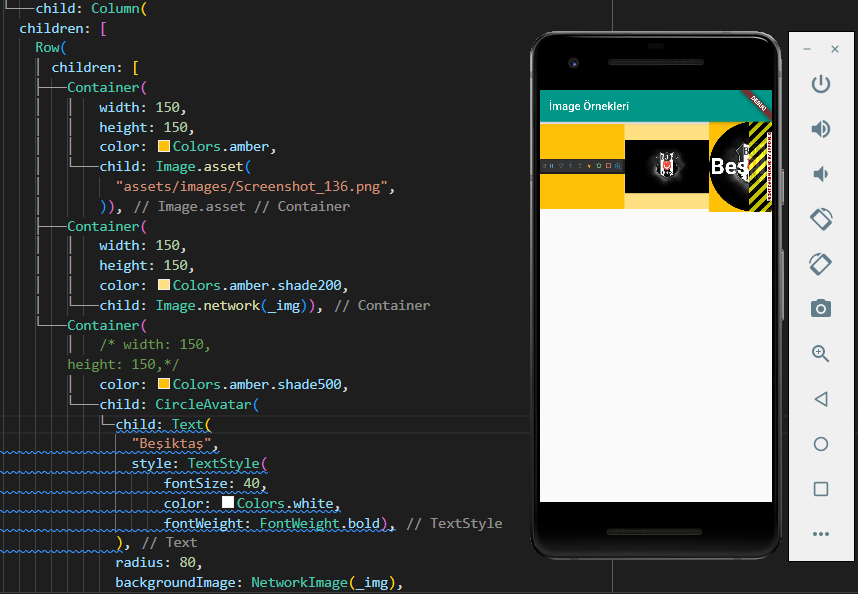 child: Column(
children: [
Row(
children: [
Container(
width: 150,
height: 150,
color: Colors.amber,
child: Image.asset(
"assets/images/Screenshot_136.png",
)), // Image.asset // Container
Container(
width: 150,
height: 150,
color: Colors.amber.shade200,
child: Image.network(_img)), // Container
Container(
/* width: 150,
height: 150,*/
color: Colors.amber.shade500,
child: CircleAvatar(
child: Text(
"Beşiktaş",
style: TextStyle(
fontSize: 40,
color: Colors.white,
fontWeight: FontWeight.bold), // TextStyle
), // Text
radius: 80,
backgroundImage: NetworkImage(_img),
İmage Örnekleri
DEBUG
Beş